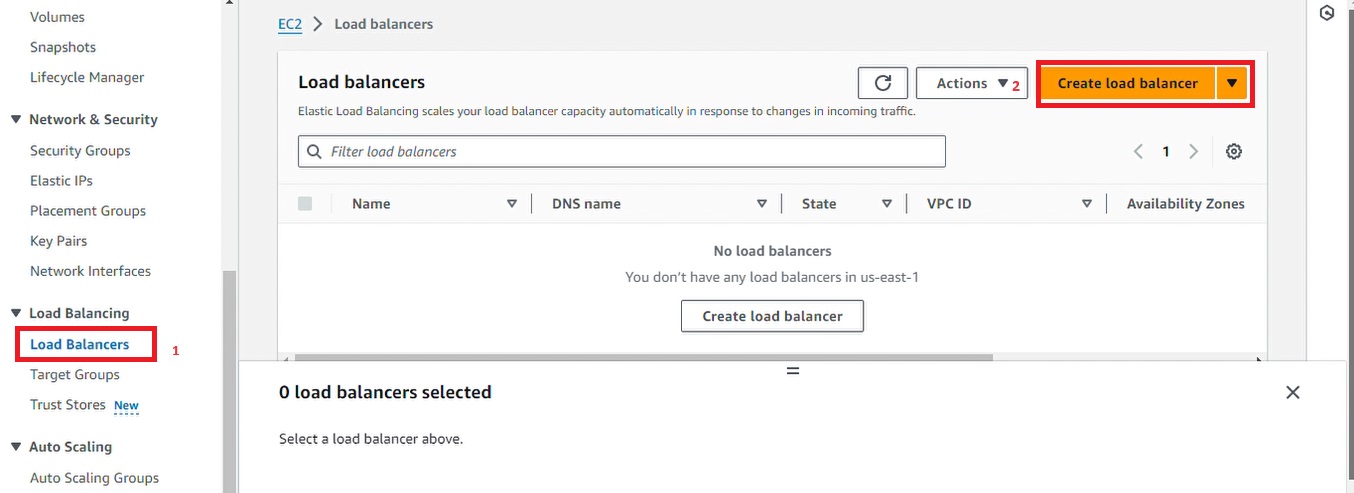 Volumes
Snapshots
Lifecycle Manager
Network & Security
Security Groups
Elastic IPs
Placement Groups
Key Pairs
Network Interfaces
Load Balancing
Load Balancers 1
Target Groups
Trust Stores New
Auto Scaling
Auto Scaling Groups
EC2 > Load balancers
Load balancers
Actions 2 Create load balancer
Elastic Load Balancing scales your load balancer capacity automatically in response to changes in incoming traffic.
Filter load balancers
1
Name DNS name State VPC ID Availability Zones
No load balancers
You don’t have any load balancers in us-east-1
Create load balancer
0 load balancers selected
Select a load balancer above.